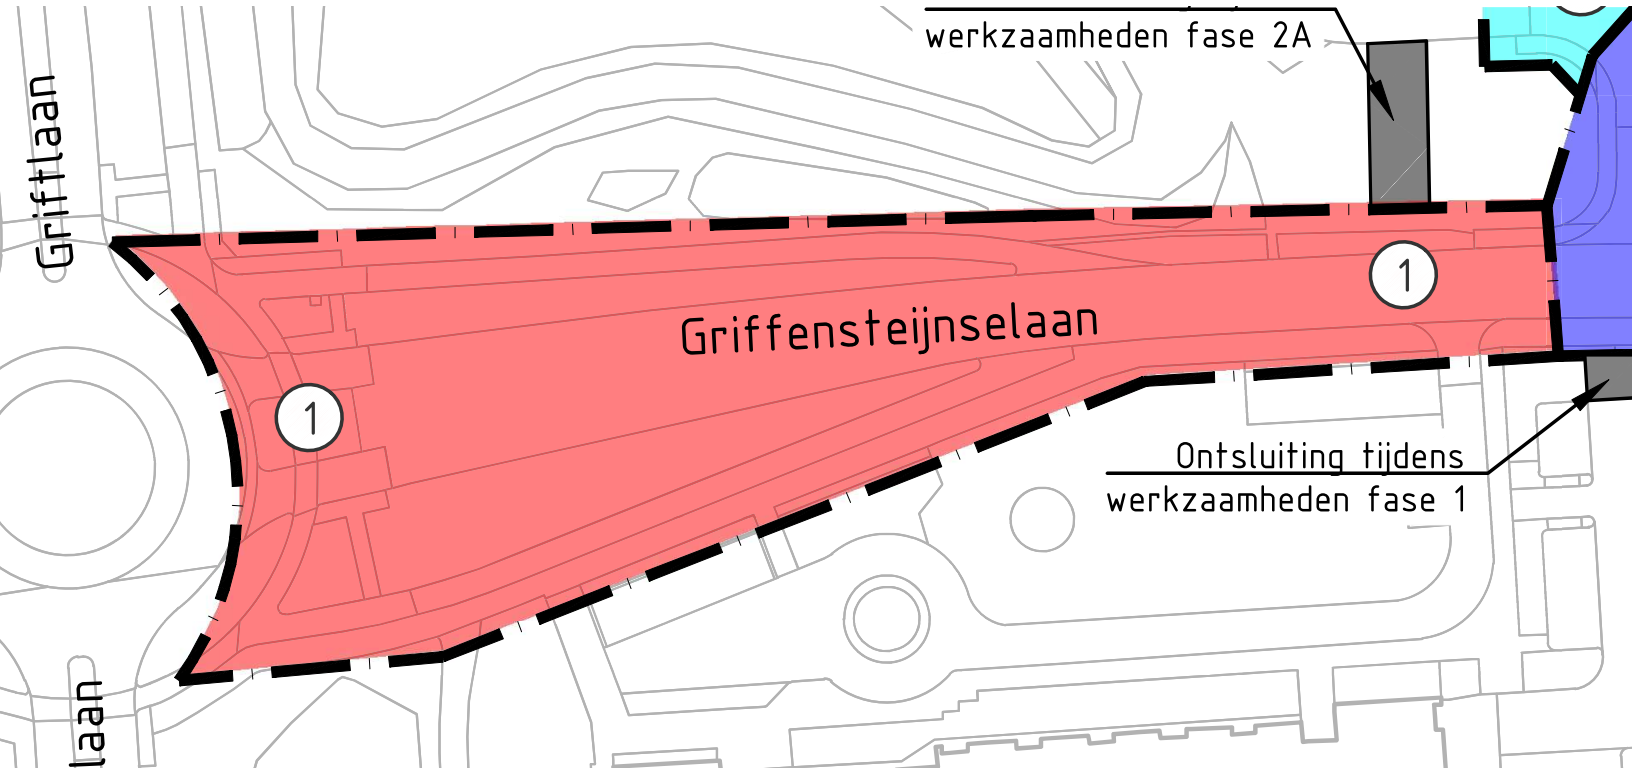 werkzaamheden fase 2A
Griftlaan
1
Griffensteijnselaan
1
Ontsluiting tijdens
werkzaamheden fase 1
laan